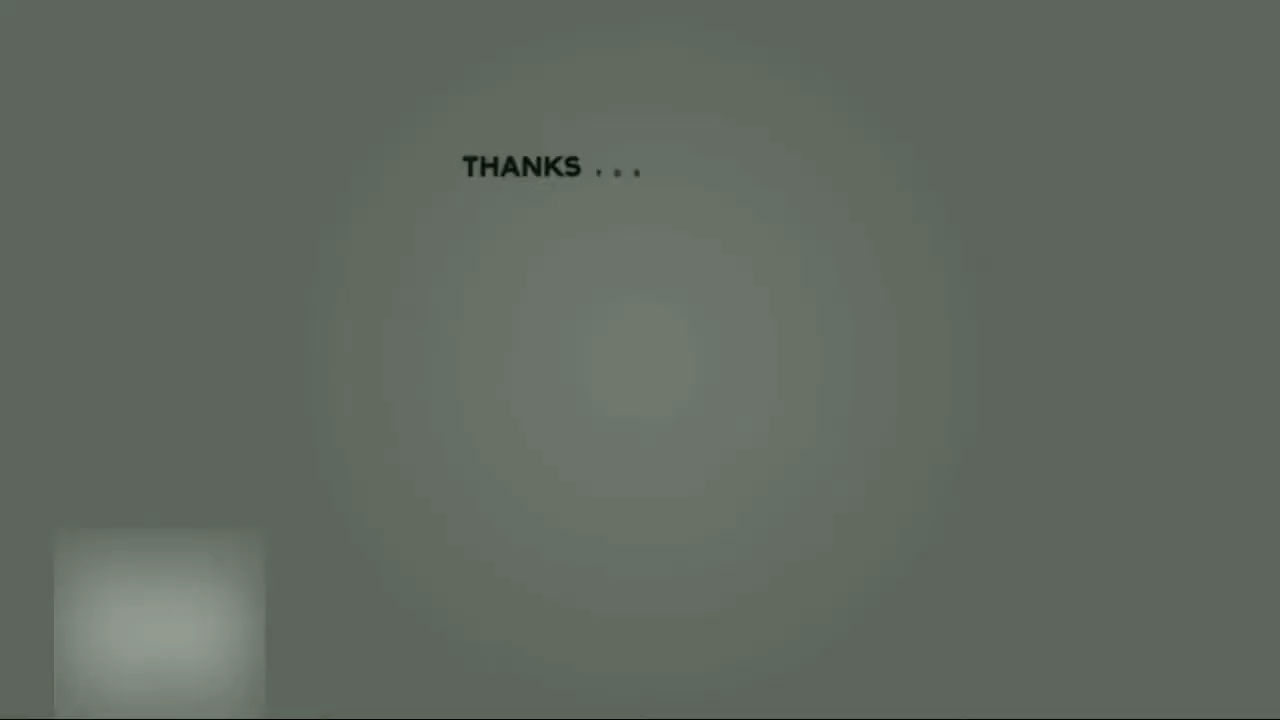 THANKS . . .